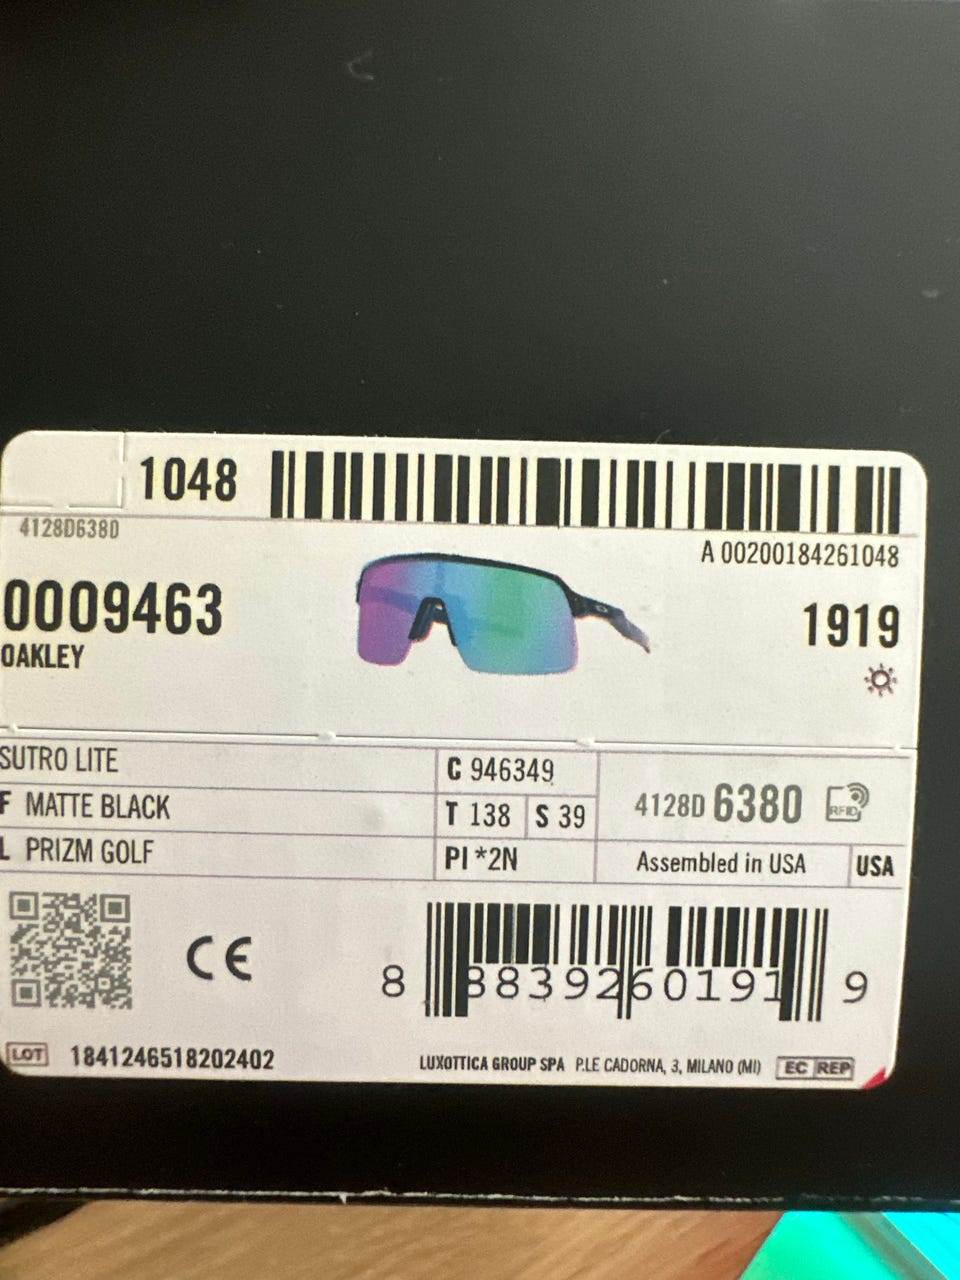 1048
4128D6380
A 00200184261048
0009463
OAKLEY
1919
SUTRO LITE
C 946349
F MATTE BLACK
T 138 S 39
4128D 6380 RFID
L PRIZM GOLF
PI *2N
Assembled in USA USA
CE
8 88392 60191 9
LOT 1841246518202402
LUXOTTICA GROUP SPA P.LE CADORNA, 3, MILANO (MI) EC REP